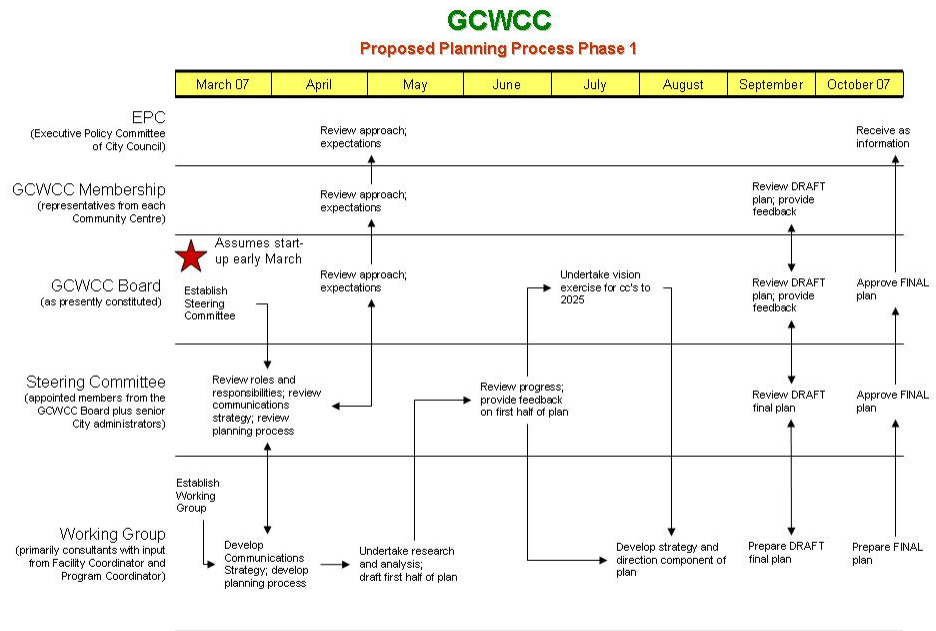 GCWCC
Proposed Planning Process Phase 1
March 07
April
May
June
July
August
September
October 07
EPC
(Executive Policy Committee
of City Council)
Review approach;
expectations
Receive as
information
GCWCC Membership
(representatives from each
Community Centre)
Review approach;
expectations
Review DRAFT
plan; provide
feedback
Assumes start-
up early March
GCWCC Board
(as presently constituted)
Establish
Steering
Committee
Review approach;
expectations
Undertake vision
exercise for cc's to
2025
Review DRAFT
plan; provide
feedback
Approve FINAL
plan
Steering Committee
(appointed members from the
GCWCC Board plus senior
City administrators)
Review roles and
responsibilities; review
communications
strategy; review
planning process
Review progress;
provide feedback
on first half of plan
Review DRAFT
final plan
Approve FINAL
plan
Establish
Working
Group
Working Group
(primarily consultants with input
from Facility Coordinator and
Program Coordinator)
Develop
Communications
Strategy; develop
planning process
Undertake research
and analysis;
draft first half of plan
Develop strategy and
direction component of
plan
Prepare DRAFT
final plan
Prepare FINAL
plan